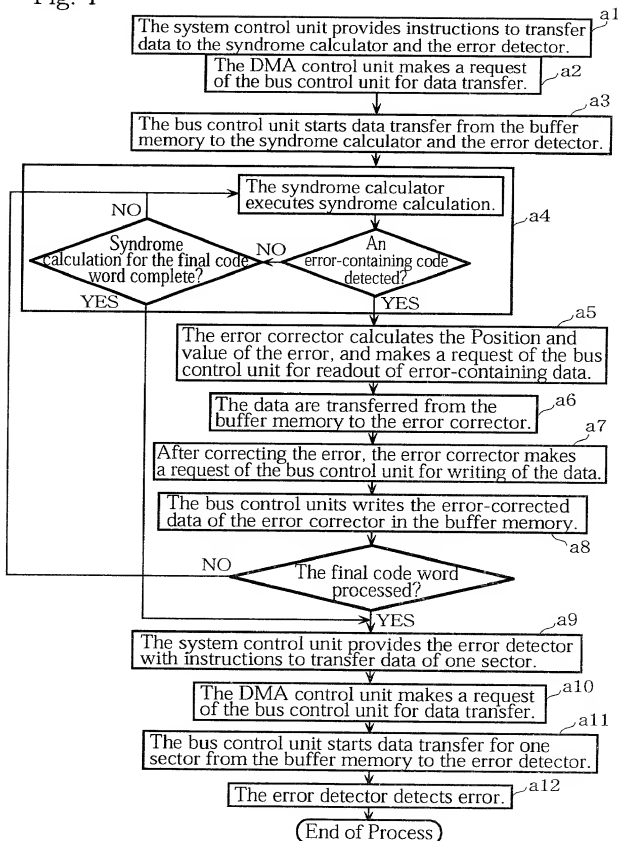 Fig. 4
The system control unit provides instructions to transfer
data to the syndrome calculator and the error detector.
a1
The DMA control unit makes a request
of the bus control unit for data transfer.
a2
a3
The bus control unit starts data transfer from the buffer
memory to the syndrome calculator and the error detector.
The syndrome calculator
executes syndrome calculation.
a4
NO
Syndrome
calculation for the final code
word complete?
NO
An
error-containing code
detected?
YES
YES
a5
The error corrector calculates the Position and
value of the error, and makes a request of the bus
control unit for readout of error-containing data.
a6
The data are transferred from the
buffer memory to the error corrector.
a7
After correcting the error, the error corrector makes
a request of the bus control unit for writing of the data.
The bus control units writes the error-corrected
data of the error corrector in the buffer memory.
a8
NO
The final code word
processed?
YES
a9
The system control unit provides the error detector
with instructions to transfer data of one sector.
a10
The DMA control unit makes a request
of the bus control unit for data transfer.
a11
The bus control unit starts data transfer for one
sector from the buffer memory to the error detector.
a12
The error detector detects error.
End of Process